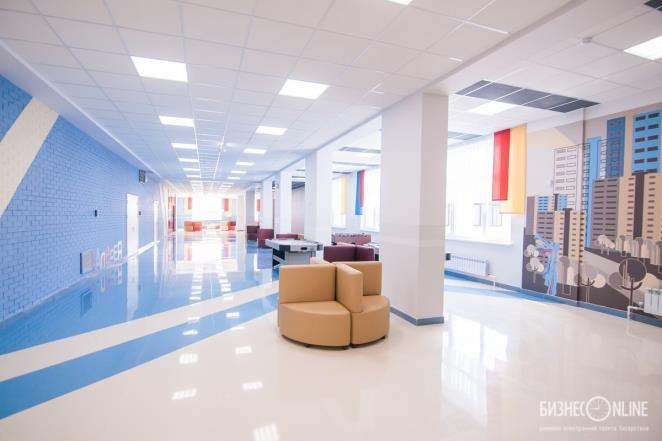 БИЗНЕС ONLINE
деловая электронная газета Татарстана